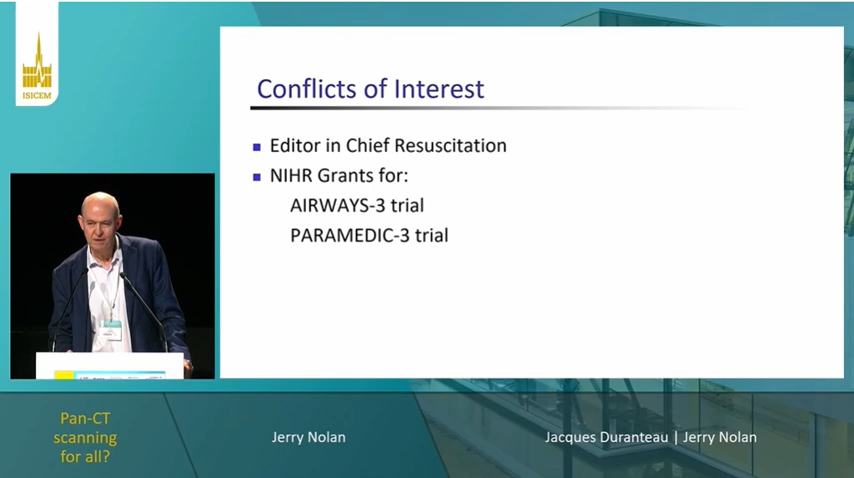 ISICEM
Conflicts of Interest
Editor in Chief Resuscitation
NIHR Grants for:
AIRWAYS-3 trial
PARAMEDIC-3 trial
Pan-CT
scanning
for all?
Jerry Nolan
Jacques Duranteau | Jerry Nolan